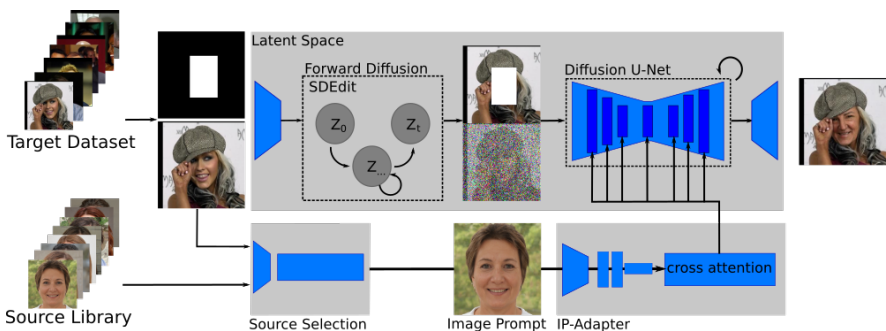 Latent Space
Forward Diffusion
SDEdit
Z0
Zt
Z...
Diffusion U-Net
Target Dataset
cross attention
Source Library
Source Selection
Image Prompt
IP-Adapter